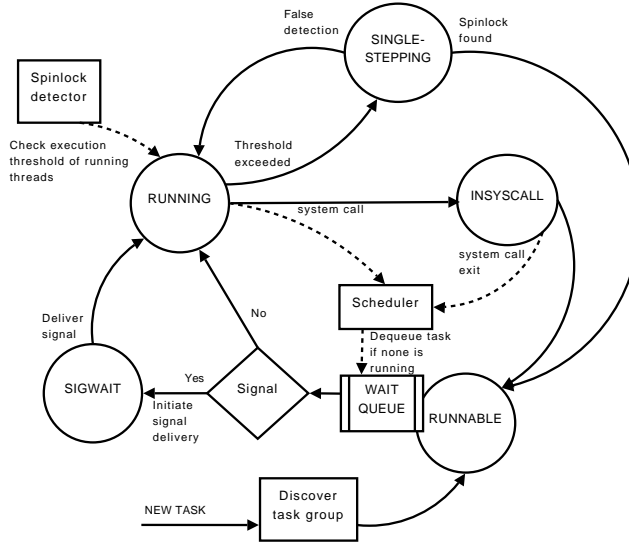 False
detection
SINGLE-
STEPPING
Spinlock
found
Spinlock
detector
Check execution
threshold of running
threads
Threshold
exceeded
RUNNING
INSYSCALL
system call
system call
exit
Scheduler
No
Deliver
signal
Dequeue task
if none is
running
Yes
SIGWAIT
Signal
WAIT
QUEUE
Initiate
signal
delivery
RUNNABLE
Discover
task group
NEW TASK